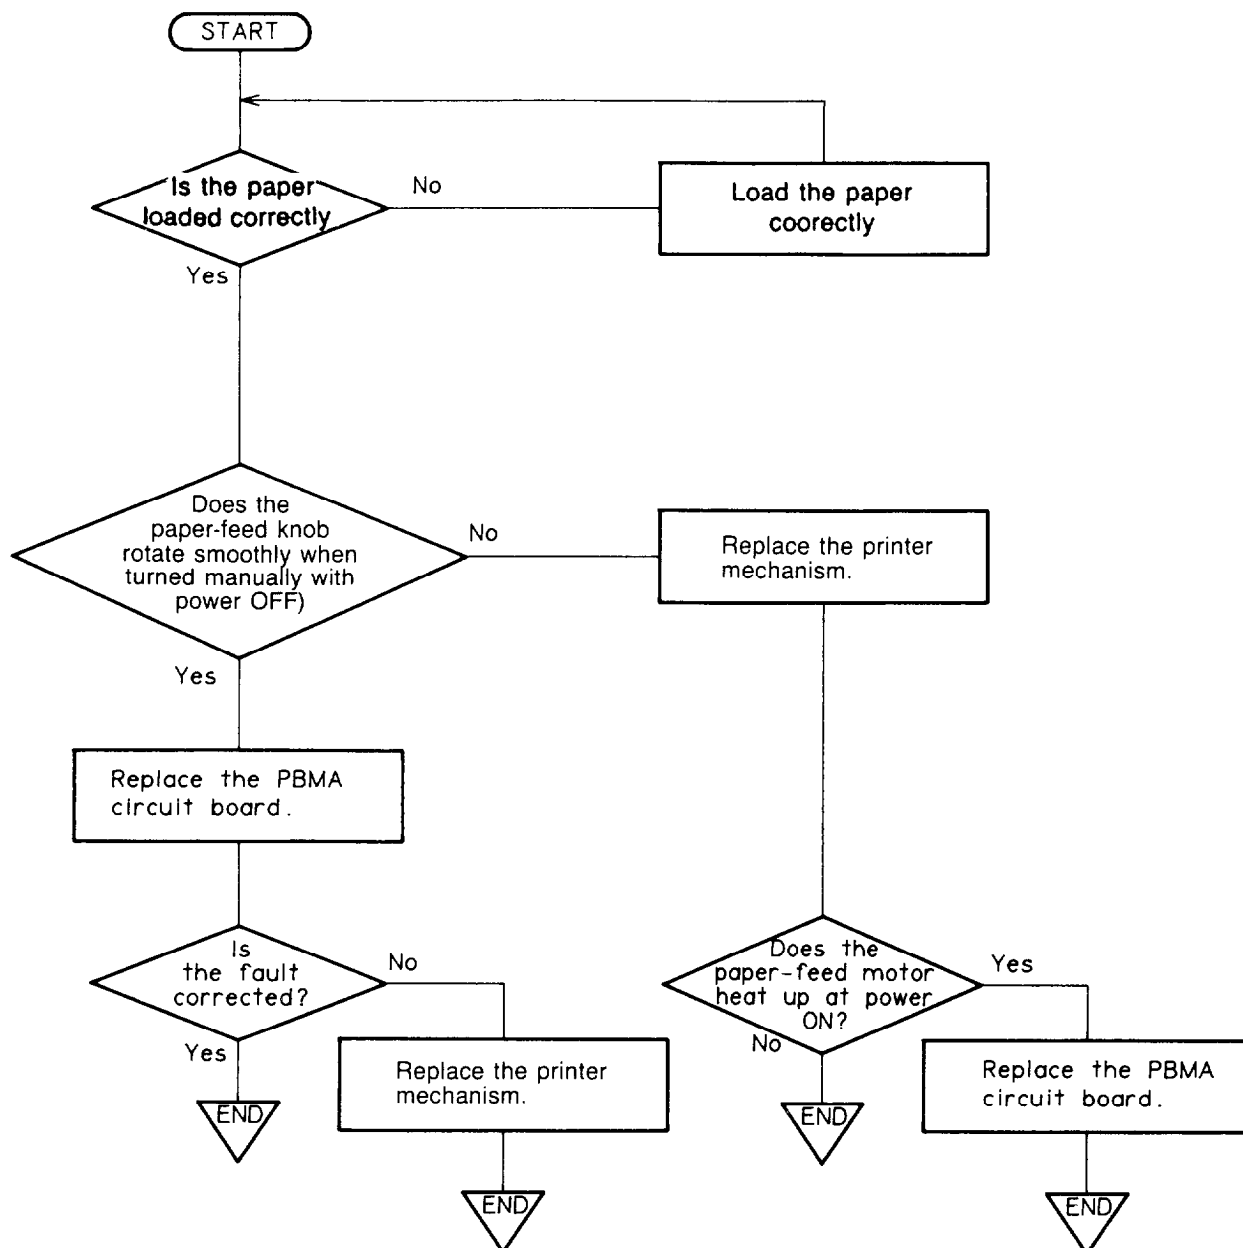 START
Is the paper
loaded correctly
No
Load the paper
coorectly
Yes
Does the
paper-feed knob
rotate smoothly when
turned manually with
power OFF)
No
Replace the printer
mechanism.
Yes
Replace the PBMA
circuit board.
Is
the fault
corrected?
No
Yes
Replace the printer
mechanism.
END
END
Does the
paper-feed motor
heat up at power
ON?
Yes
No
Replace the PBMA
circuit board.
END
END